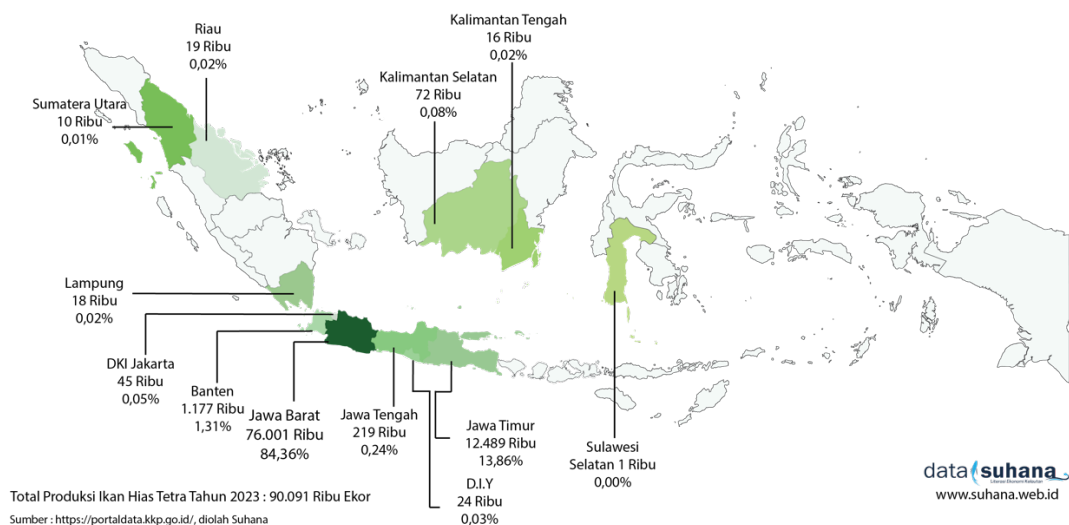 Kalimantan Tengah
16 Ribu
0,02%
Riau
19 Ribu
0,02%
Kalimantan Selatan
72 Ribu
0,08%
Sumatera Utara
10 Ribu
0,01%
Lampung
18 Ribu
0,02%
DKI Jakarta
45 Ribu
0,05%
Banten
1.177 Ribu
1,31%
Jawa Barat
76.001 Ribu
84,36%
Jawa Tengah
219 Ribu
0,24%
Jawa Timur
12.489 Ribu
13,86%
D.I.Y
24 Ribu
0,03%
Sulawesi
Selatan 1 Ribu
0,00%
Total Produksi Ikan Hias Tetra Tahun 2023 : 90.091 Ribu Ekor
Sumber : https://portaldata.kkp.go.id/, diolah Suhana
data suhana
Literasi Ekonomi Kelautan
www.suhana.web.id